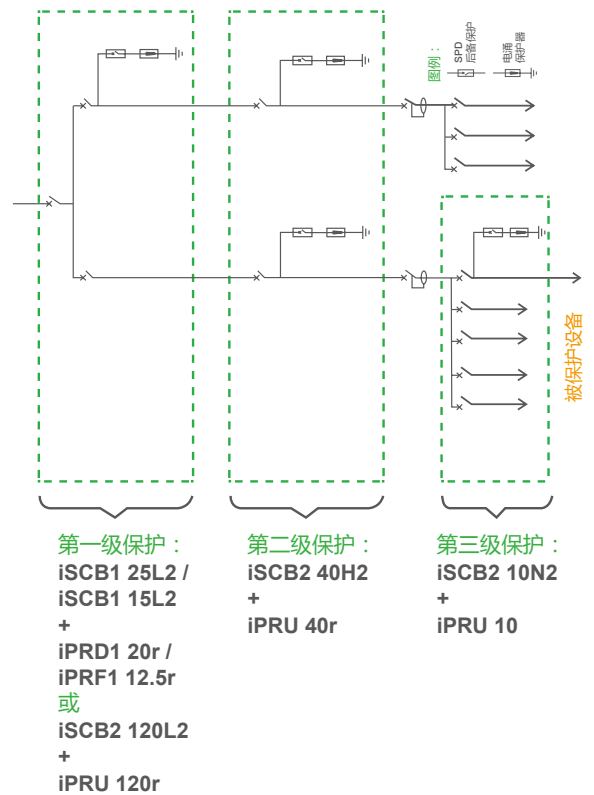 图例：
SPD
后备保护
电涌
保护器
被保护设备
第一级保护：
iSCB1 25L2 /
iSCB1 15L2
+
iPRD1 20r /
iPRF1 12.5r
或
iSCB2 120L2
+
iPRU 120r
第二级保护：
iSCB2 40H2
+
iPRU 40r
第三级保护：
iSCB2 10N2
+
iPRU 10